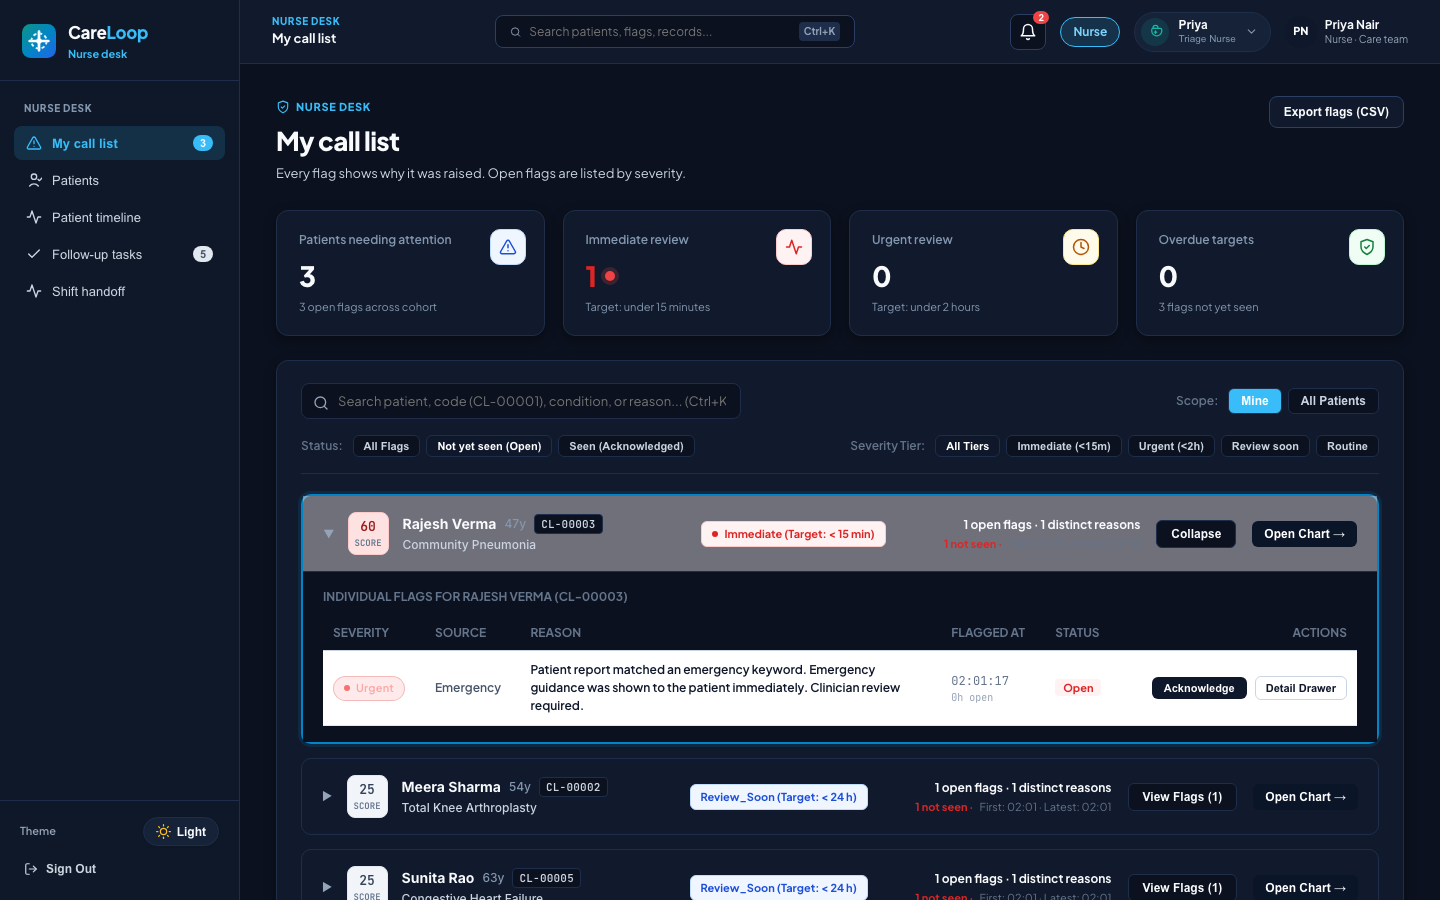 CareLoop
Nurse desk
NURSE DESK
My call list 3
Patients
Patient timeline
Follow-up tasks 5
Shift handoff
Theme Light
Sign Out
NURSE DESK
My call list
Search patients, flags, records... Ctrl+K
2
Nurse
Priya
Triage Nurse
PN
Priya Nair
Nurse · Care team
NURSE DESK
My call list
Every flag shows why it was raised. Open flags are listed by severity.
Export flags (CSV)
Patients needing attention
3
3 open flags across cohort
Immediate review
1
Target: under 15 minutes
Urgent review
0
Target: under 2 hours
Overdue targets
0
3 flags not yet seen
Search patient, code (CL-00001), condition, or reason... (Ctrl+K
Scope: Mine All Patients
Status: All Flags Not yet seen (Open) Seen (Acknowledged)
Severity Tier: All Tiers Immediate (<15m) Urgent (<2h) Review soon Routine
60
SCORE
Rajesh Verma 47y CL-00003
Community Pneumonia
Immediate (Target: < 15 min)
1 open flags · 1 distinct reasons
1 not seen ·
Collapse
Open Chart →
INDIVIDUAL FLAGS FOR RAJESH VERMA (CL-00003)
SEVERITY SOURCE REASON FLAGGED AT STATUS ACTIONS
Urgent
Emergency
Patient report matched an emergency keyword. Emergency
guidance was shown to the patient immediately. Clinician review
required.
02:01:17
0h open
Open
Acknowledge
Detail Drawer
25
SCORE
Meera Sharma 54y CL-00002
Total Knee Arthroplasty
Review_Soon (Target: < 24 h)
1 open flags · 1 distinct reasons
1 not seen · First: 02:01 · Latest: 02:01
View Flags (1)
Open Chart →
25
SCORE
Sunita Rao 63y CL-00005
Congestive Heart Failure
Review_Soon (Target: < 24 h)
1 open flags · 1 distinct reasons
1 not seen · First: 02:01 · Latest: 02:01
View Flags (1)
Open Chart →